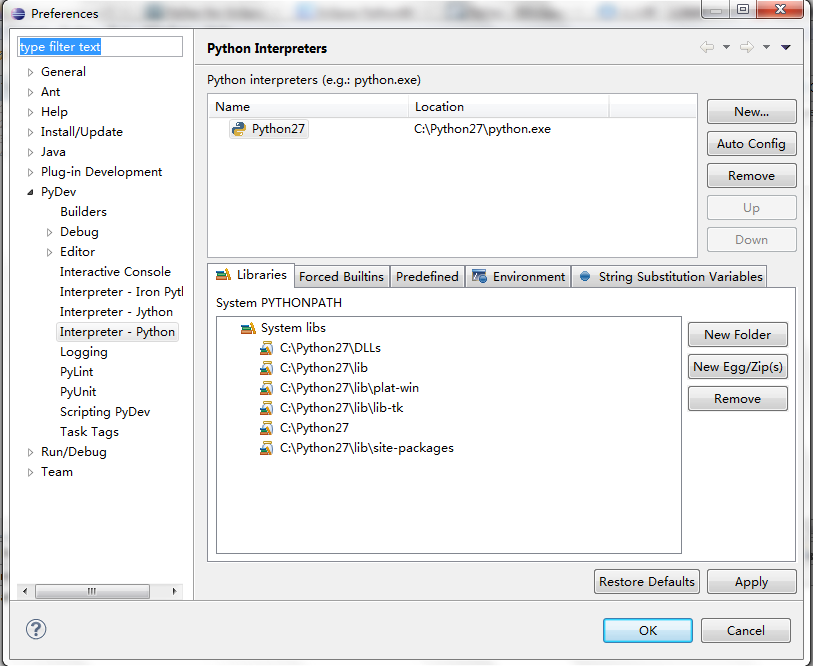 Preferences
type filter text
General
Ant
Help
Install/Update
Java
Plug-in Development
PyDev
Builders
Debug
Editor
Interactive Console
Interpreter - Iron Pytl
Interpreter - Jython
Interpreter - Python
Logging
PyLint
PyUnit
Scripting PyDev
Task Tags
Run/Debug
Team
Python Interpreters
Python interpreters (e.g.: python.exe)
Name Location
Python27 C:\Python27\python.exe
New...
Auto Config
Remove
Up
Down
Libraries Forced Builtins Predefined Environment String Substitution Variables
System PYTHONPATH
System libs
C:\Python27\DLLs
C:\Python27\lib
C:\Python27\lib\plat-win
C:\Python27\lib\lib-tk
C:\Python27
C:\Python27\lib\site-packages
New Folder
New Egg/Zip(s)
Remove
Restore Defaults Apply
OK Cancel